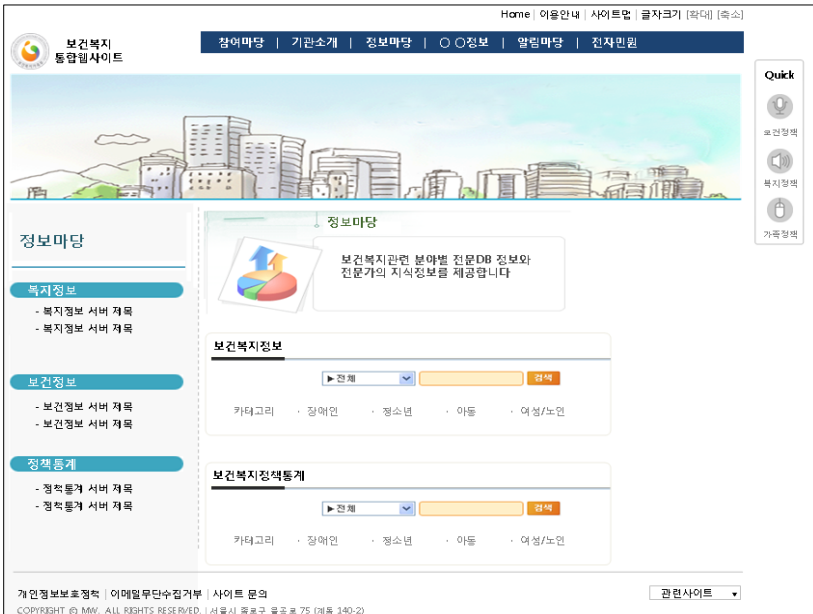 Home | 이용안내 | 사이트맵 | 글자크기 [확대] [축소]
보건복지
통합웹사이트
참여마당 | 기관소개 | 정보마당 | ○ ○정보 | 알림마당 | 전자민원
Quick
보건정책
복지정책
가족정책
정보마당
복지정보
- 복지정보 서버 제목
- 복지정보 서버 제목
보건정보
- 보건정보 서버 제목
- 보건정보 서버 제목
정책통계
- 정책통계 서버 제목
- 정책통계 서버 제목
정보마당
보건복지관련 분야별 전문DB 정보와
전문가의 지식정보를 제공합니다
보건복지정보
▶전체 검색
카테고리 · 장애인 · 청소년 · 아동 · 여성/노인
보건복지정책통계
▶전체 검색
카테고리 · 장애인 · 청소년 · 아동 · 여성/노인
개인정보보호정책 | 이메일무단수집거부 | 사이트 문의
관련사이트 ▼
COPYRIGHT @ MW. ALL RIGHTS RESERVED. | 서울시 종로구 율곡로 75 (계동 140-2)